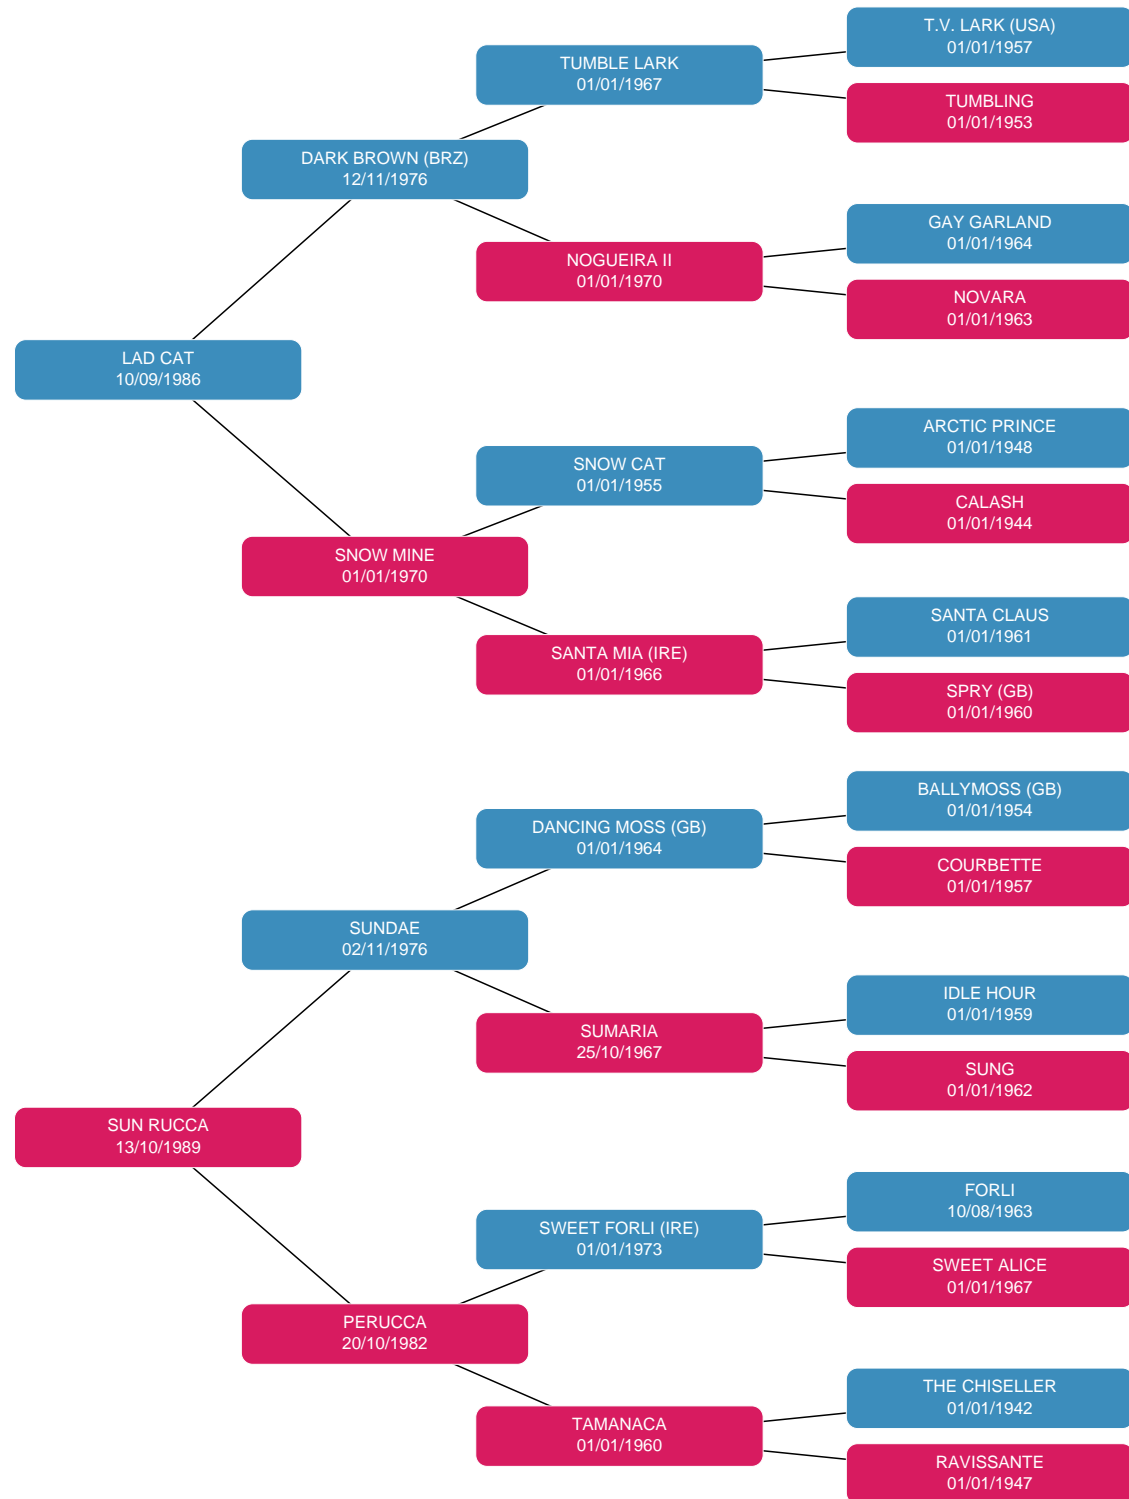 T.V. LARK (USA)
01/01/1957
TUMBLE LARK
01/01/1967
TUMBLING
01/01/1953
DARK BROWN (BRZ)
12/11/1976
GAY GARLAND
01/01/1964
NOGUEIRA II
01/01/1970
NOVARA
01/01/1963
LAD CAT
10/09/1986
ARCTIC PRINCE
01/01/1948
SNOW CAT
01/01/1955
CALASH
01/01/1944
SNOW MINE
01/01/1970
SANTA CLAUS
01/01/1961
SANTA MIA (IRE)
01/01/1966
SPRY (GB)
01/01/1960
BALLYMOSS (GB)
01/01/1954
DANCING MOSS (GB)
01/01/1964
COURBETTE
01/01/1957
SUNDAE
02/11/1976
IDLE HOUR
01/01/1959
SUMARIA
25/10/1967
SUNG
01/01/1962
SUN RUCCA
13/10/1989
FORLI
10/08/1963
SWEET FORLI (IRE)
01/01/1973
SWEET ALICE
01/01/1967
PERUCCA
20/10/1982
THE CHISELLER
01/01/1942
TAMANACA
01/01/1960
RAVISSANTE
01/01/1947